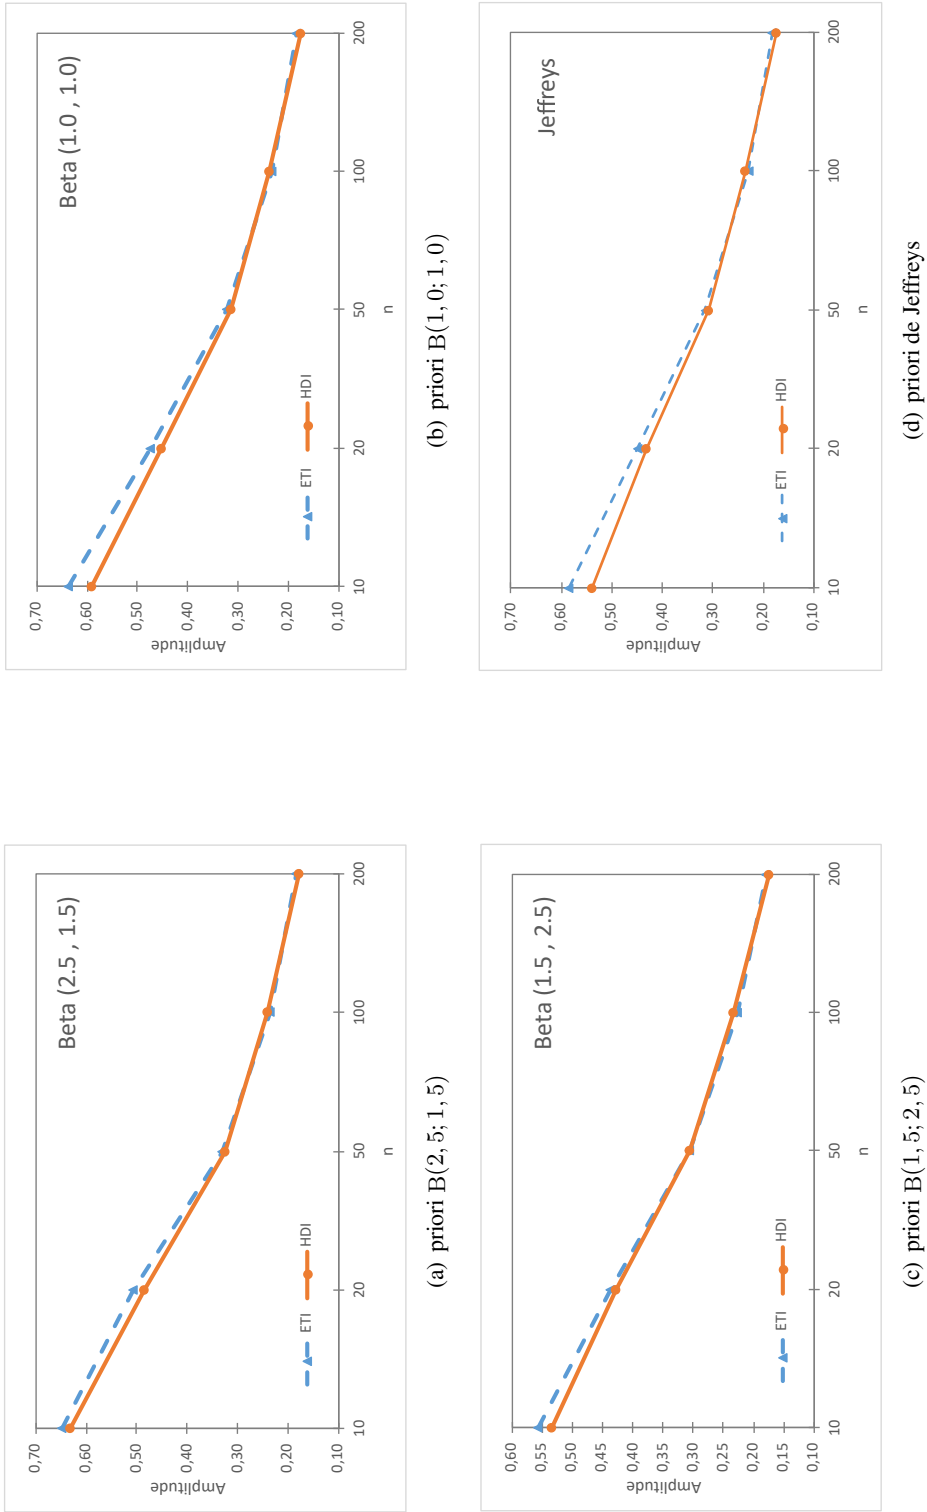 Beta (2.5 , 1.5)
0,70
0,60
0,50
0,40
0,30
0,20
0,10
Amplitude
10
20
50
100
200
n
ETI
HDI
(a) priori B(2, 5; 1, 5)
Beta (1.0 , 1.0)
0,70
0,60
0,50
0,40
0,30
0,20
0,10
Amplitude
10
20
50
100
200
n
ETI
HDI
(b) priori B(1, 0; 1, 0)
Beta (1.5 , 2.5)
0,60
0,55
0,50
0,45
0,40
0,35
0,30
0,25
0,20
0,15
0,10
Amplitude
10
20
50
100
200
n
ETI
HDI
(c) priori B(1, 5; 2, 5)
Jeffreys
0,70
0,60
0,50
0,40
0,30
0,20
0,10
Amplitude
10
20
50
100
200
n
ETI
HDI
(d) priori de Jeffreys